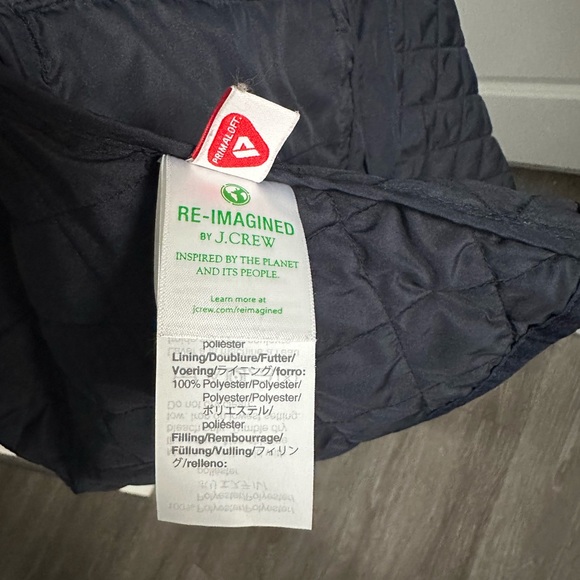 PRIMALOFT
RE-IMAGINED
BY J.CREW
INSPIRED BY THE PLANET
AND ITS PEOPLE.
Learn more at
jcrew.com/reimagined
poliéster
Lining/Doublure/Futter/
Voering/ライニング/forro:
100% Polyester/Polyester/
Polyester/Polyester/
ポリエステル/
poliéster
Filling/Rembourrage/
Füllung/Vulling/フィリン
グ/relleno: